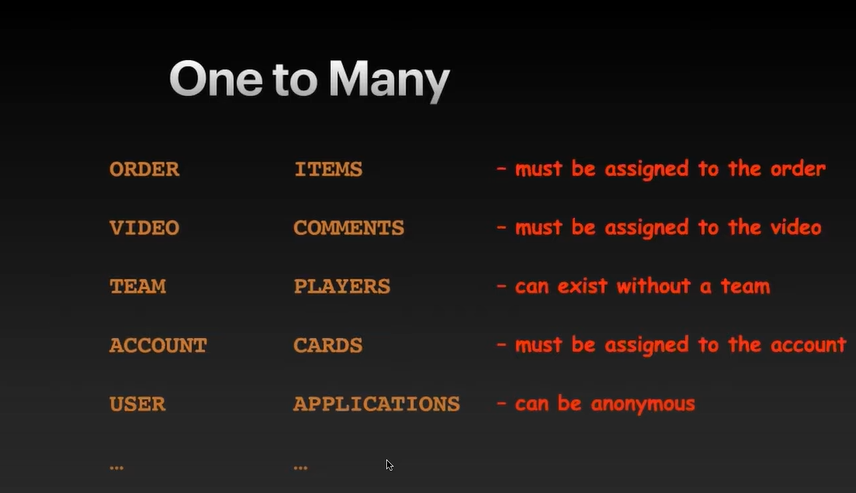 One to Many
ORDER ITEMS - must be assigned to the order
VIDEO COMMENTS - must be assigned to the video
TEAM PLAYERS - can exist without a team
ACCOUNT CARDS - must be assigned to the account
USER APPLICATIONS - can be anonymous
... ...